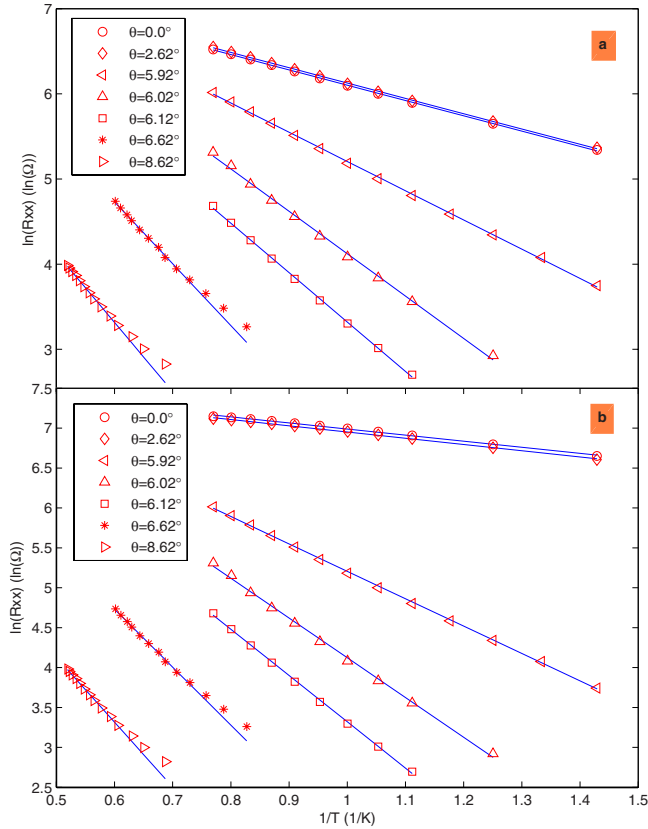 7
6
5
4
3
7.5
ln(Rxx) (ln(Ω)
θ=0.0°
θ=2.62°
θ=5.92°
θ=6.02°
θ=6.12°
θ=6.62°
θ=8.62°
a
7
6.5
6
5.5
5
4.5
4
3.5
3
2.5
ln(Rxx) (ln(Ω)
θ=0.0°
θ=2.62°
θ=5.92°
θ=6.02°
θ=6.12°
θ=6.62°
θ=8.62°
b
0.5 0.6 0.7 0.8 0.9 1 1.1 1.2 1.3 1.4 1.5
1/T (1/K)